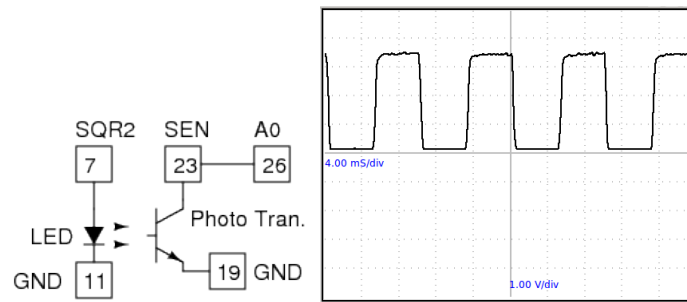 SQR2 SEN A0
7 23 26
Photo Tran.
LED
GND 11 19 GND
4.00 mS/div
1.00 V/div